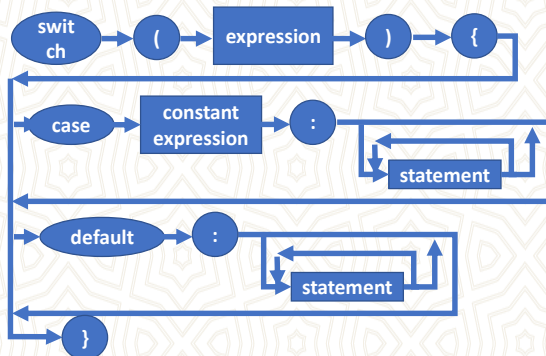 swit
ch
(
expression
)
{
case
constant
expression
:
statement
default
:
statement
}